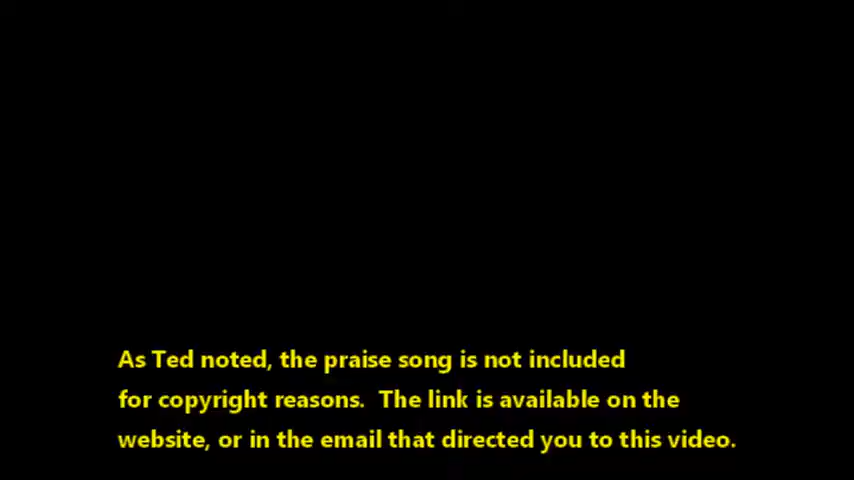 As Ted noted, the praise song is not included
for copyright reasons.  The link is available on the
website, or in the email that directed you to this video.